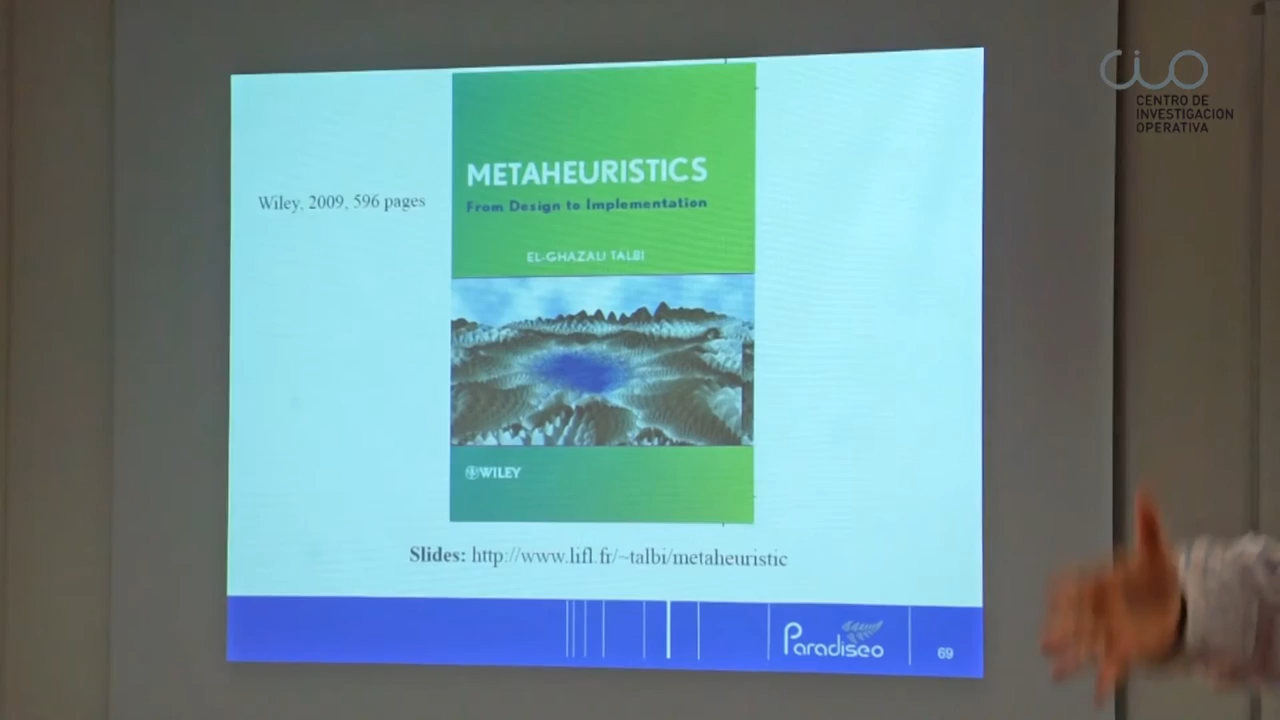 CIO
CENTRO DE
INVESTIGACION
OPERATIVA
METAHEURISTICS
From Design to Implementation
Wiley, 2009, 596 pages
EL-GHAZALI TALBI
WILEY
Slides: http://www.lifl.fr/~talbi/metaheuristic
Paradiseo
69